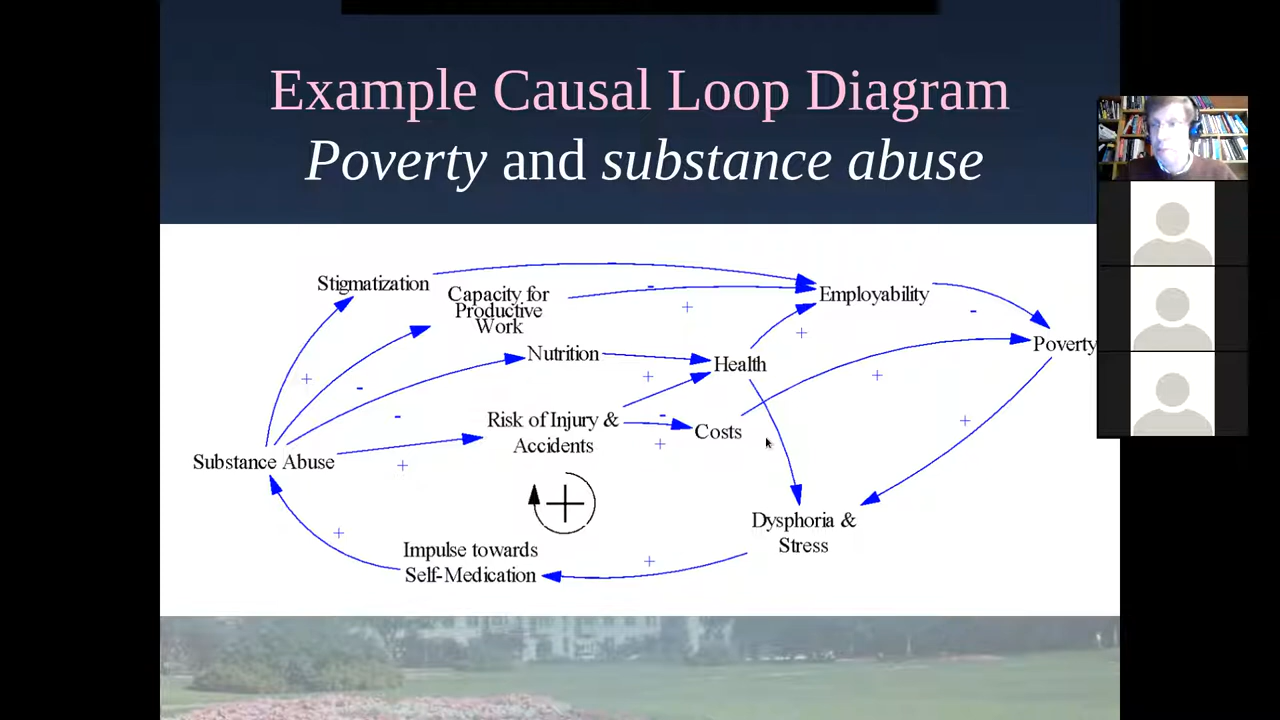 Example Causal Loop Diagram
Poverty and substance abuse
Stigmatization
Capacity for
Productive
Work
Employability
Nutrition
Health
Poverty
Risk of Injury &
Accidents
Costs
Substance Abuse
Dysphoria &
Stress
Impulse towards
Self-Medication